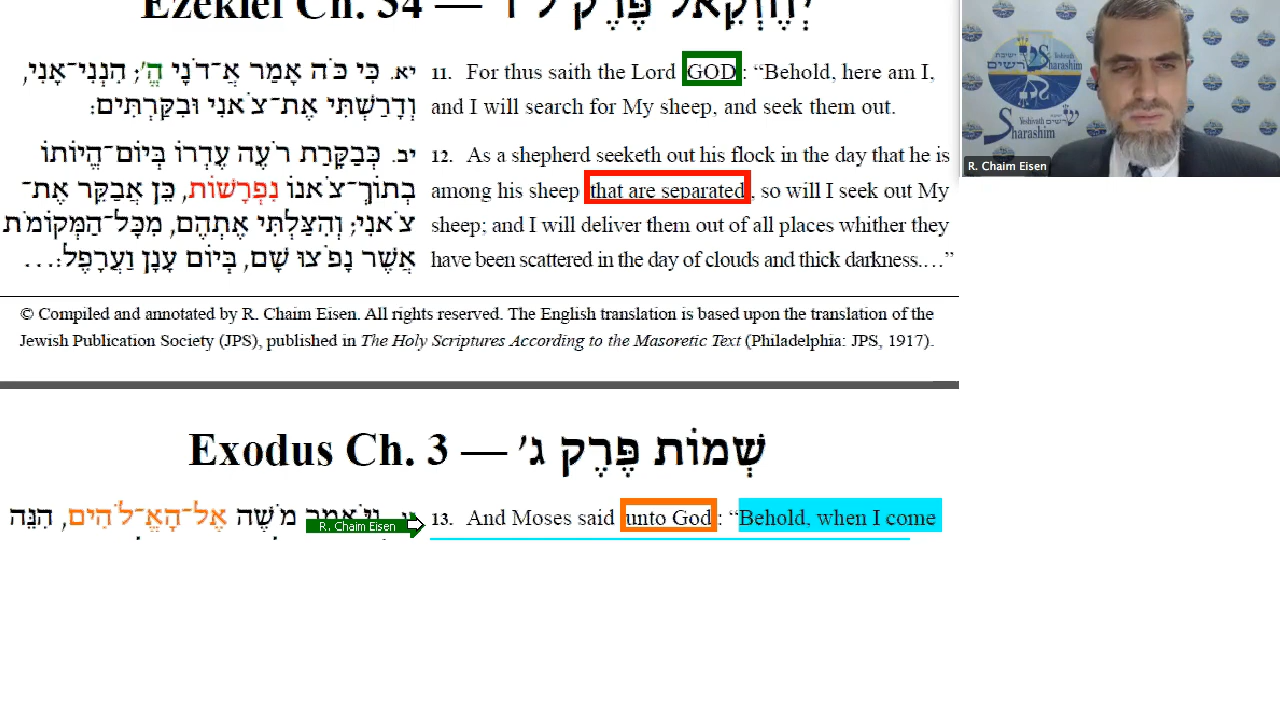 Ezekiel Ch. 34 — יְחֶזְקֵאל פֶּרֶק ל״ד
יא. כִּי כֹּה אָמַר אֲ־דֹנָי הֱ'; הִנְנִי־אָנִי,
וְדָרַשְׁתִּי אֶת־צֹאנִי וּבִקַּרְתִּים:
יב. כְּבַקָּרַת רֹעֶה עֶדְרוֹ בְּיוֹם־הֱיוֹתוֹ
בְתוֹךְ־צֹאנוֹ נִפְרָשׁוֹת, כֵּן אֲבַקֵּר אֶת־
צֹאנִי; וְהִצַּלְתִּי אֶתְהֶם, מִכָּל־הַמְּקוֹמֹת
אֲשֶׁר נָפֹצוּ שָׁם, בְּיוֹם עָנָן וַעֲרָפֶל:…
11. For thus saith the Lord GOD: “Behold, here am I,
and I will search for My sheep, and seek them out.
12. As a shepherd seeketh out his flock in the day that he is
among his sheep that are separated, so will I seek out My
sheep; and I will deliver them out of all places whither they
have been scattered in the day of clouds and thick darkness.…”
© Compiled and annotated by R. Chaim Eisen. All rights reserved. The English translation is based upon the translation of the
Jewish Publication Society (JPS), published in The Holy Scriptures According to the Masoretic Text (Philadelphia: JPS, 1917).
Exodus Ch. 3 — שְׁמוֹת פֶּרֶק ג'
מֹשֶׁה אֶל־הָאֱ־לֹהִים, הִנֵּה
R. Chaim Eisen
13. And Moses said unto God: “Behold, when I come
Sharashim
שרשים
Yeshivath
Sharashim
R. Chaim Eisen